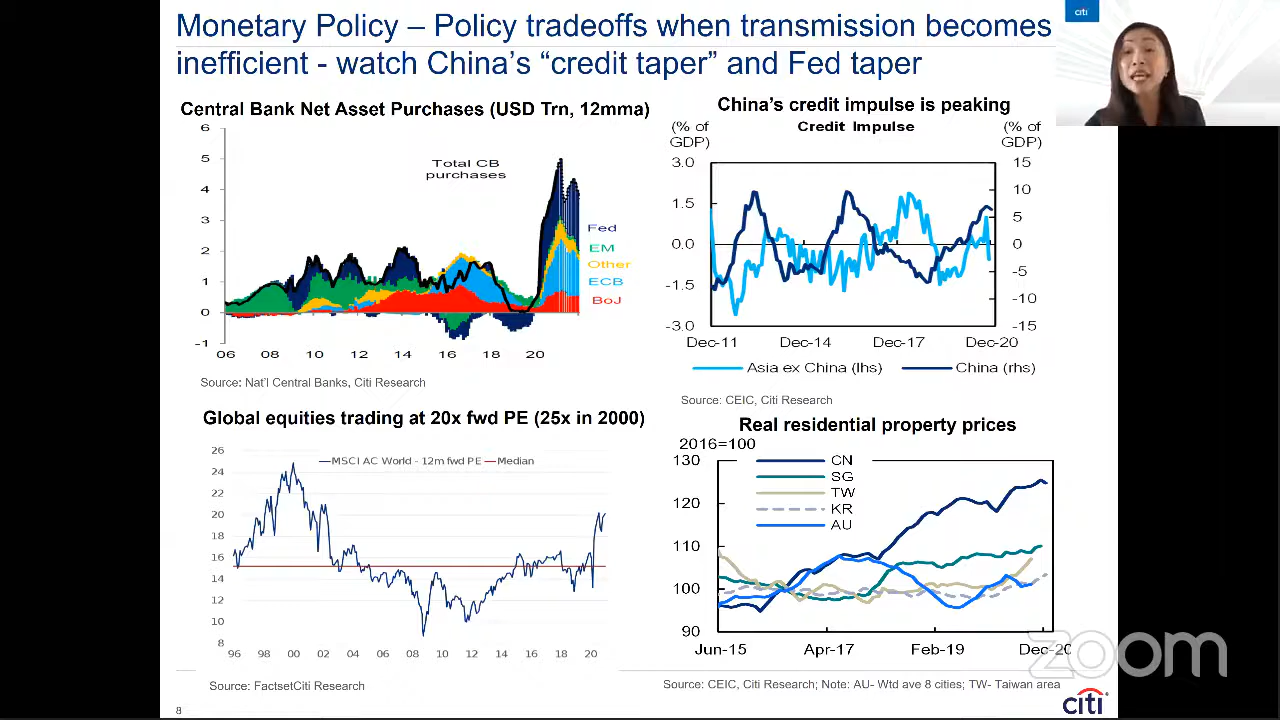 Monetary Policy – Policy tradeoffs when transmission becomes
inefficient - watch China's “credit taper” and Fed taper
citi
Central Bank Net Asset Purchases (USD Trn, 12mma)
6
5
4
3
2
1
0
-1
Total CB
purchases
Fed
EM
Other
ECB
BoJ
06 08 10 12 14 16 18 20
Source: Nat'l Central Banks, Citi Research
China's credit impulse is peaking
(% of
GDP)
Credit Impulse
(% of
GDP)
3.0
1.5
0.0
-1.5
-3.0
15
10
5
0
-5
-10
-15
Dec-11 Dec-14 Dec-17 Dec-20
Asia ex China (lhs) China (rhs)
Source: CEIC, Citi Research
Global equities trading at 20x fwd PE (25x in 2000)
26
24
22
20
18
16
14
12
10
8
MSCI AC World - 12m fwd PE Median
96 98 00 02 04 06 08 10 12 14 16 18 20
Source: FactsetCiti Research
Real residential property prices
2016=100
130
120
110
100
90
CN
SG
TW
KR
AU
Jun-15 Apr-17 Feb-19 Dec-20
Source: CEIC, Citi Research; Note: AU- Wtd ave 8 cities; TW- Taiwan area
zoom
citi
8